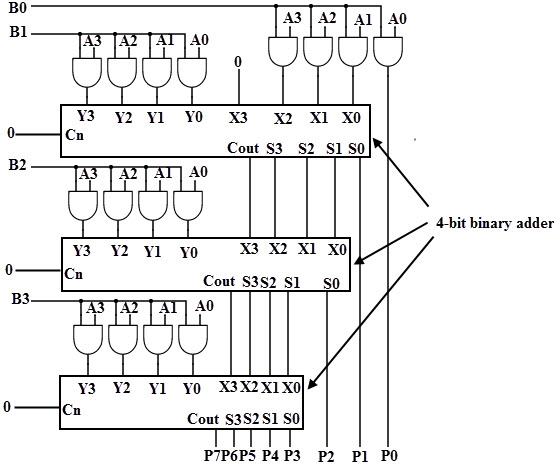 B0
A3 A2 A1 A0
B1
A3 A2 A1 A0
0
Y3 Y2 Y1 Y0 X3 X2 X1 X0
0 Cn
Cout S3 S2 S1 S0
B2
A3 A2 A1 A0
4-bit binary adder
Y3 Y2 Y1 Y0 X3 X2 X1 X0
0 Cn
Cout S3 S2 S1 S0
B3
A3 A2 A1 A0
Y3 Y2 Y1 Y0 X3 X2 X1 X0
0 Cn
Cout S3 S2 S1 S0
P7 P6 P5 P4 P3 P2 P1 P0